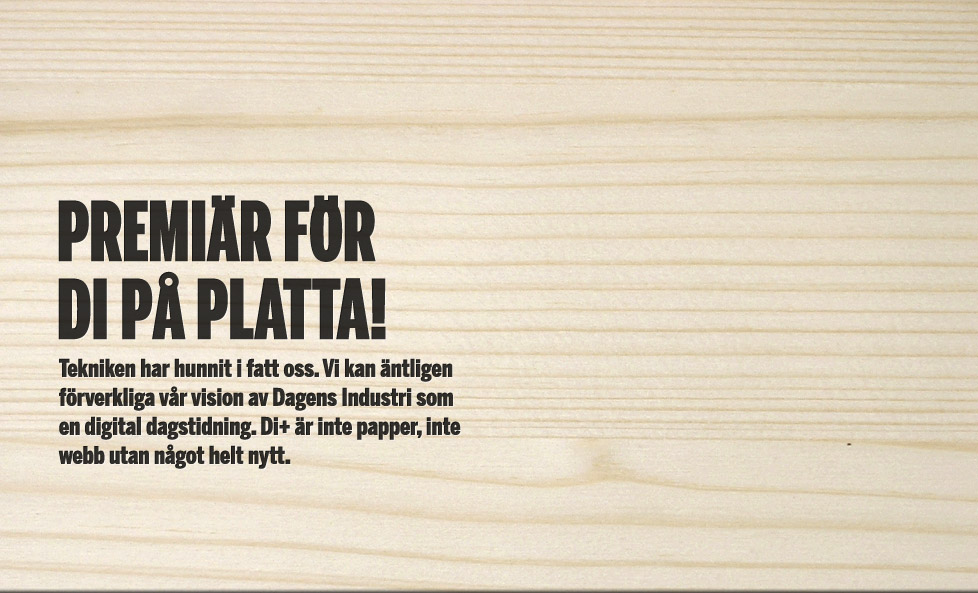 PREMIÄR FÖR
DI PÅ PLATTA!
Tekniken har hunnit i fatt oss. Vi kan äntligen
förverkliga vår vision av Dagens Industri som
en digital dagstidning. Di+ är inte papper, inte
webb utan något helt nytt.